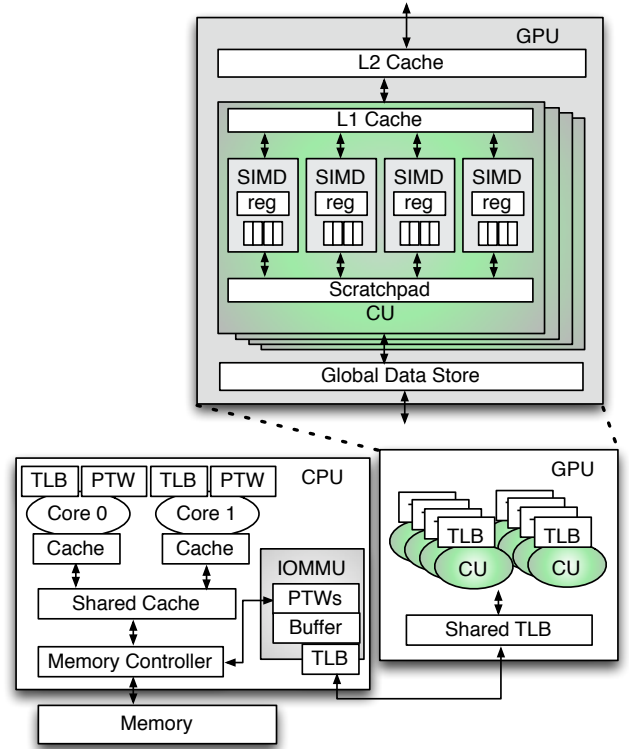 GPU
L2 Cache
L1 Cache
SIMD SIMD SIMD SIMD
reg reg reg reg
Scratchpad
CU
Global Data Store
TLB PTW TLB PTW CPU
Core 0 Core 1
Cache Cache
Shared Cache
Memory Controller
Memory
IOMMU
PTWs
Buffer
TLB
GPU
TLB TLB
CU CU
Shared TLB